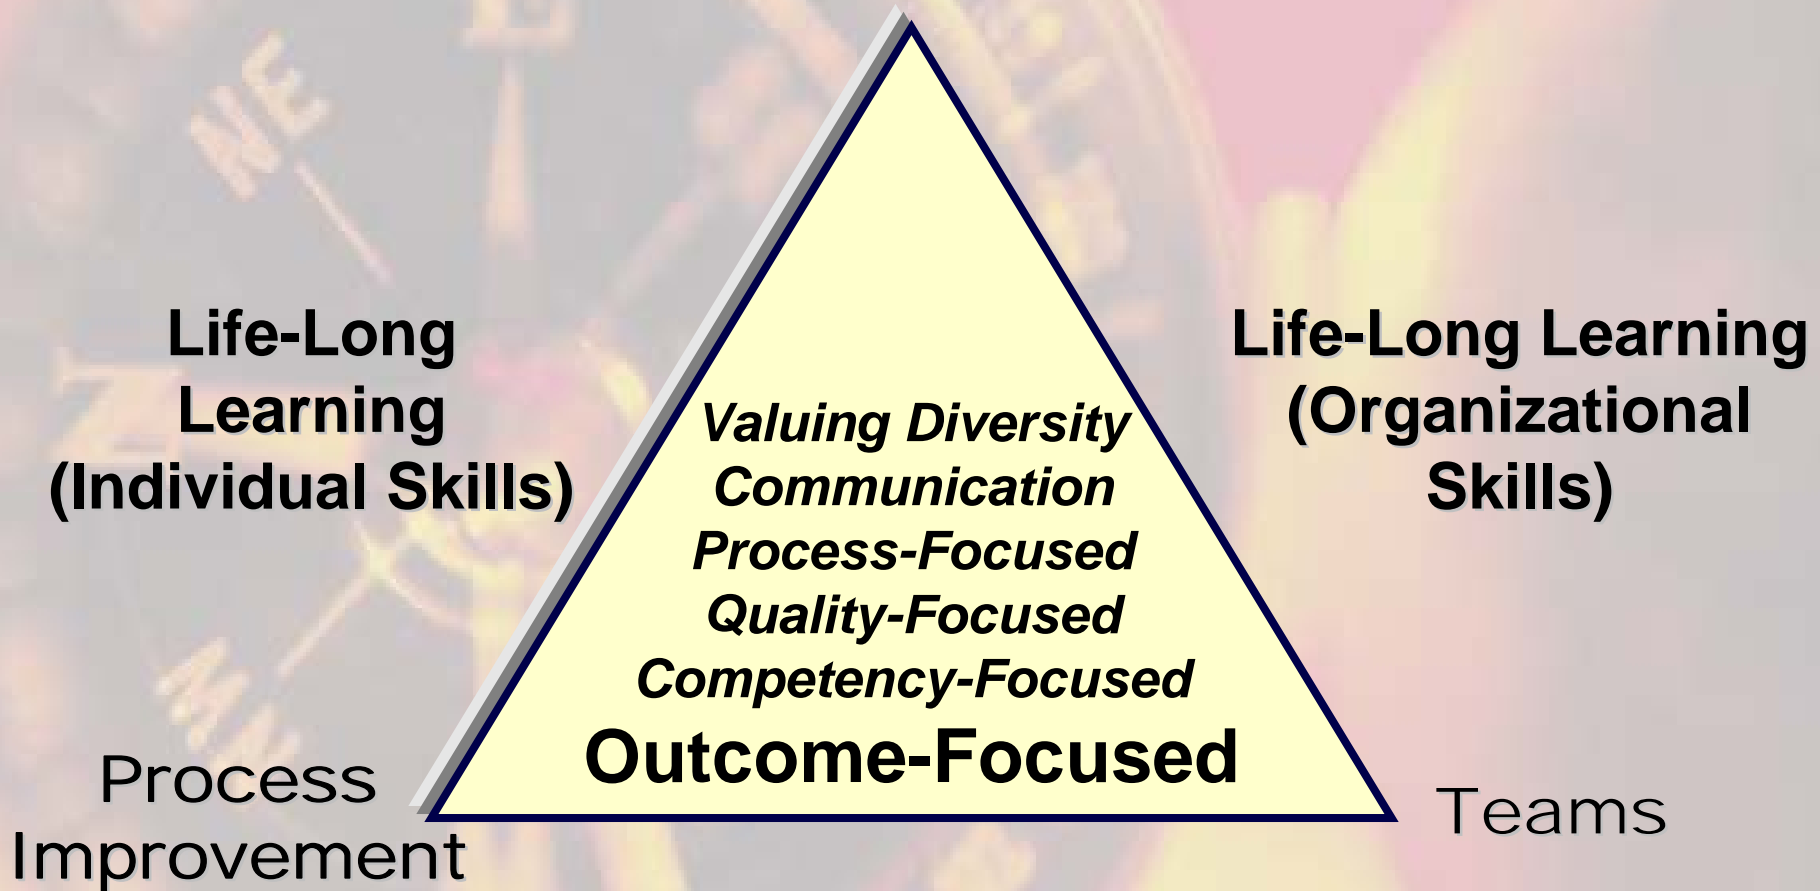 Life-Long
Learning
(Individual Skills)
Life-Long Learning
(Organizational
Skills)
Valuing Diversity
Communication
Process-Focused
Quality-Focused
Competency-Focused
Outcome-Focused
Process
Improvement
Teams
NE
N